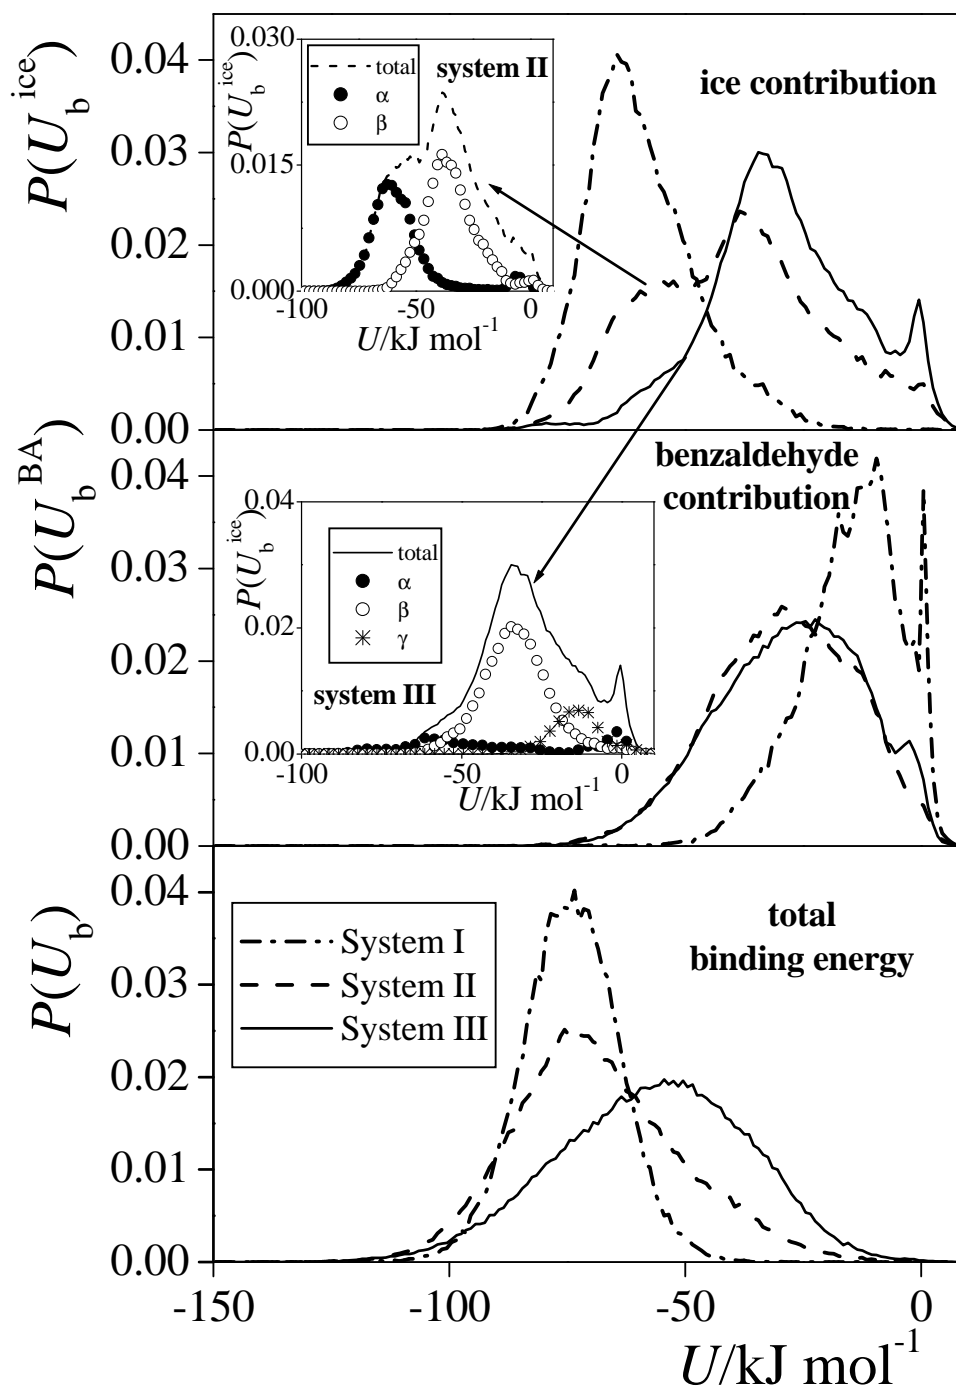 P(U_b^ice)
0.04
0.03
0.02
0.01
0.00
ice contribution
P(U_b^ice)
0.030
0.015
0.000
total
α
β
system II
-100 -50 0
U/kJ mol^-1
P(U_b^BA)
0.04
0.03
0.02
0.01
0.00
benzaldehyde
contribution
P(U_b^ice)
0.04
0.02
0.00
total
α
β
γ
system III
-100 -50 0
U/kJ mol^-1
P(U_b)
0.04
0.03
0.02
0.01
0.00
System I
System II
System III
total
binding energy
-150 -100 -50 0
U/kJ mol^-1